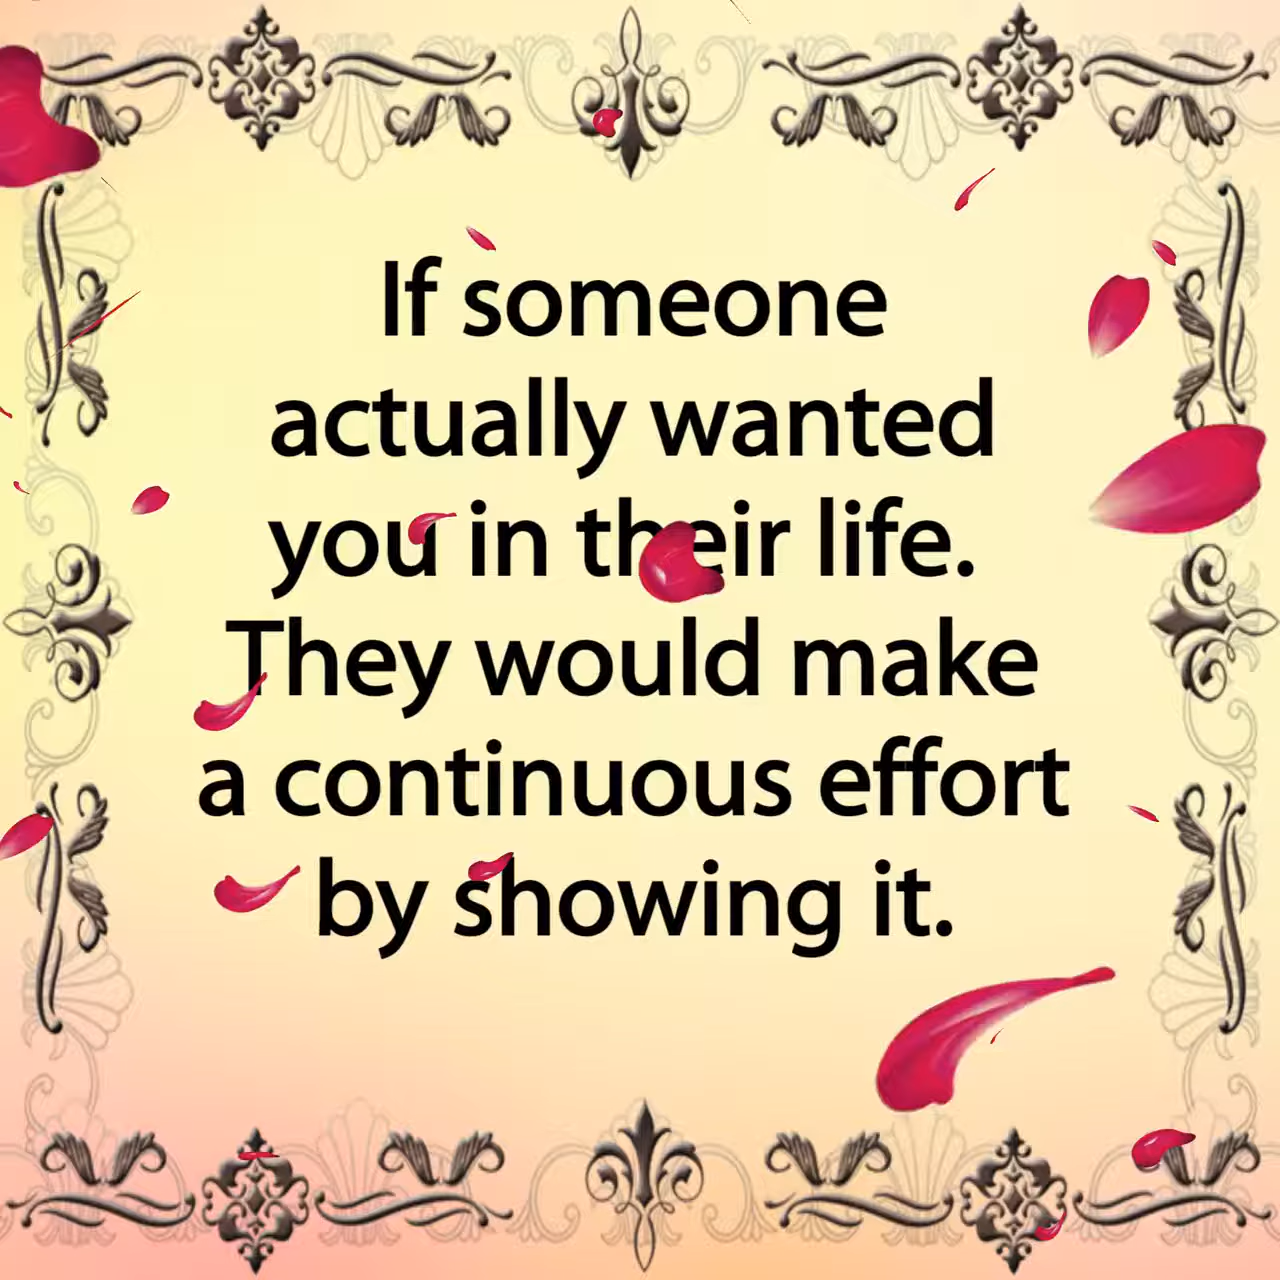 If someone
actually wanted
you in their life.
They would make
a continuous effort
by showing it.